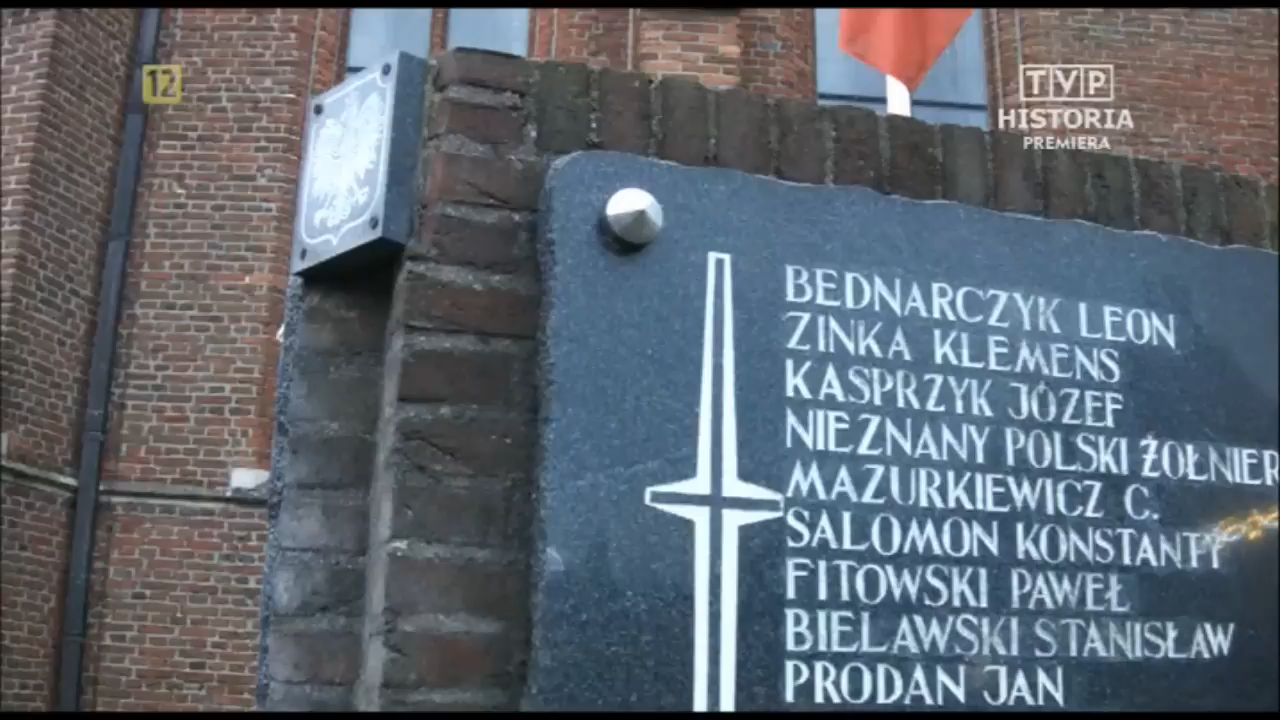 12
TVP
HISTORIA
PREMIERA
BEDNARCZYK LEON
ZINKA KLEMENS
KASPRZYK JÓZEF
NIEZNANY POLSKI ŻOŁNIER
MAZURKIEWICZ C.
SALOMON KONSTANTY
FITOWSKI PAWEŁ
BIELAWSKI STANISŁAW
PRODAN JAN